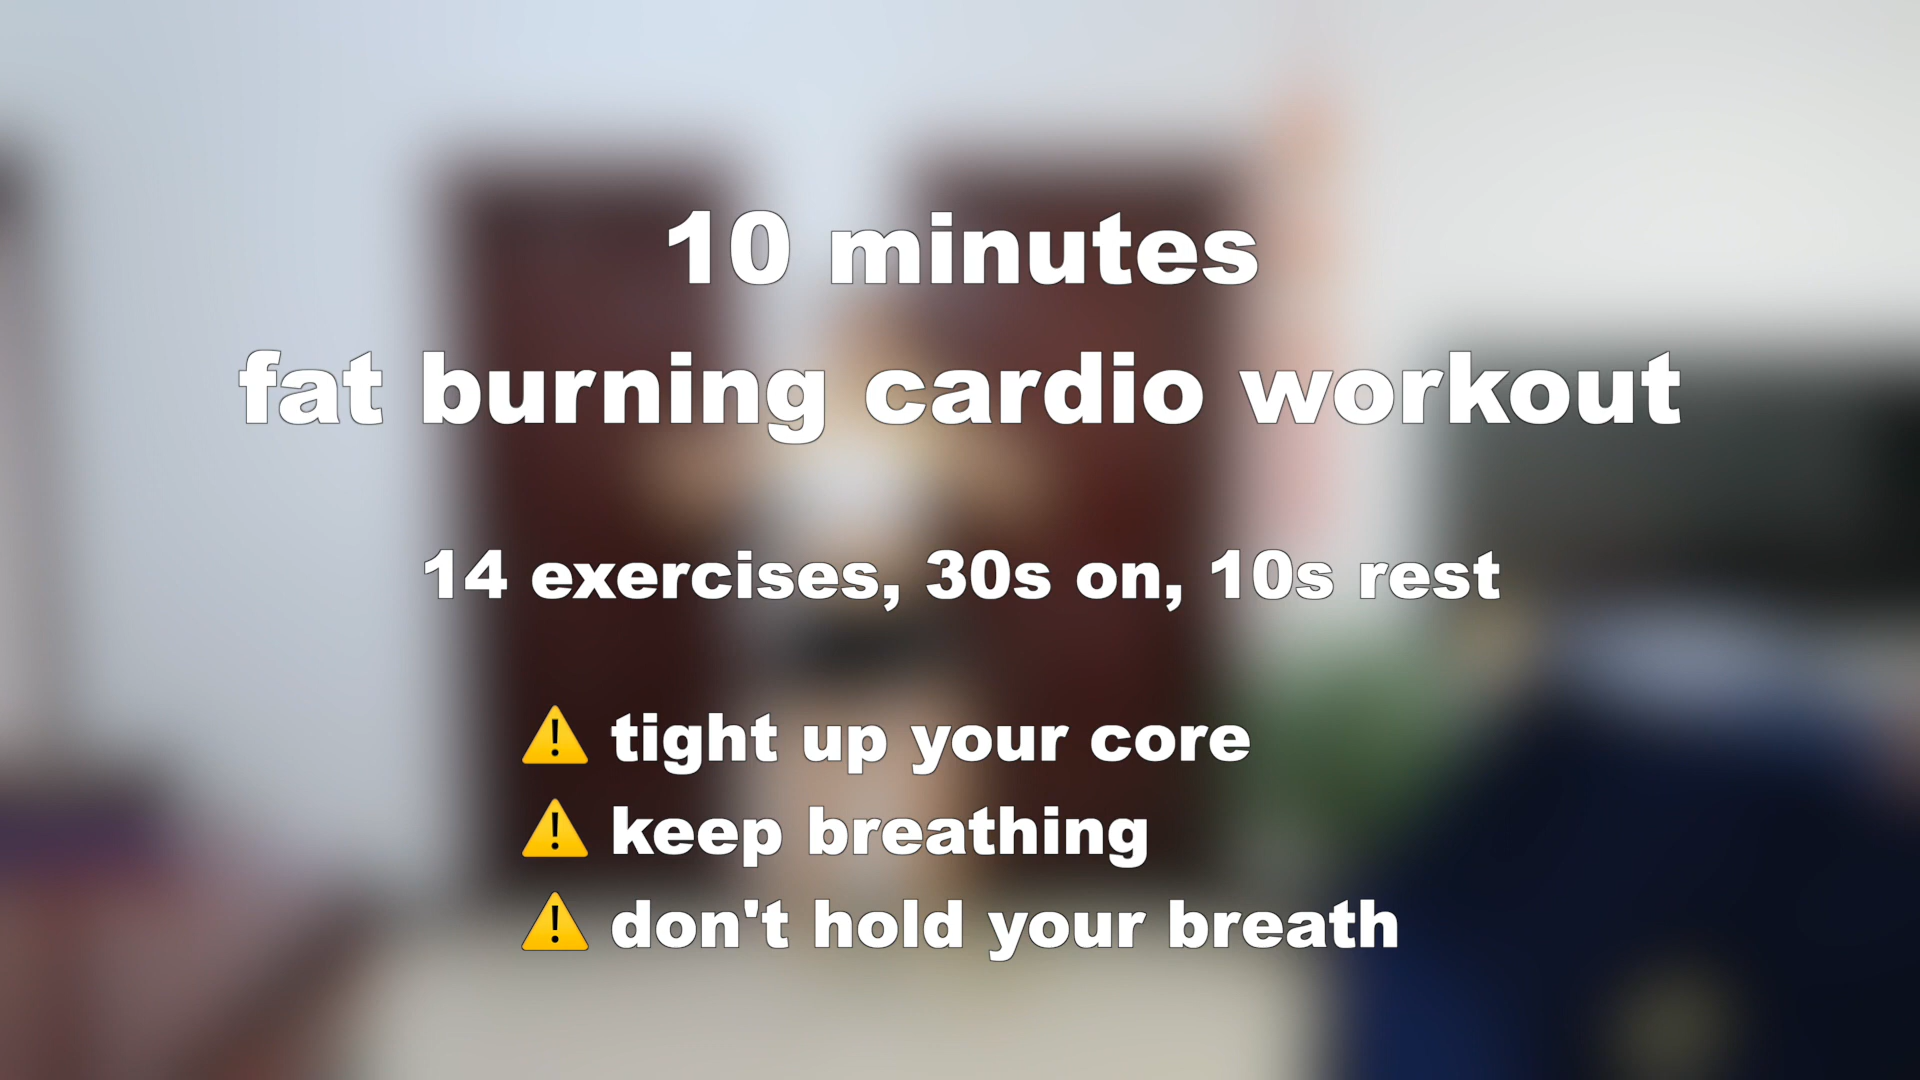 10 minutes
fat burning cardio workout
14 exercises, 30s on, 10s rest
⚠️ tight up your core
⚠️ keep breathing
⚠️ don't hold your breath